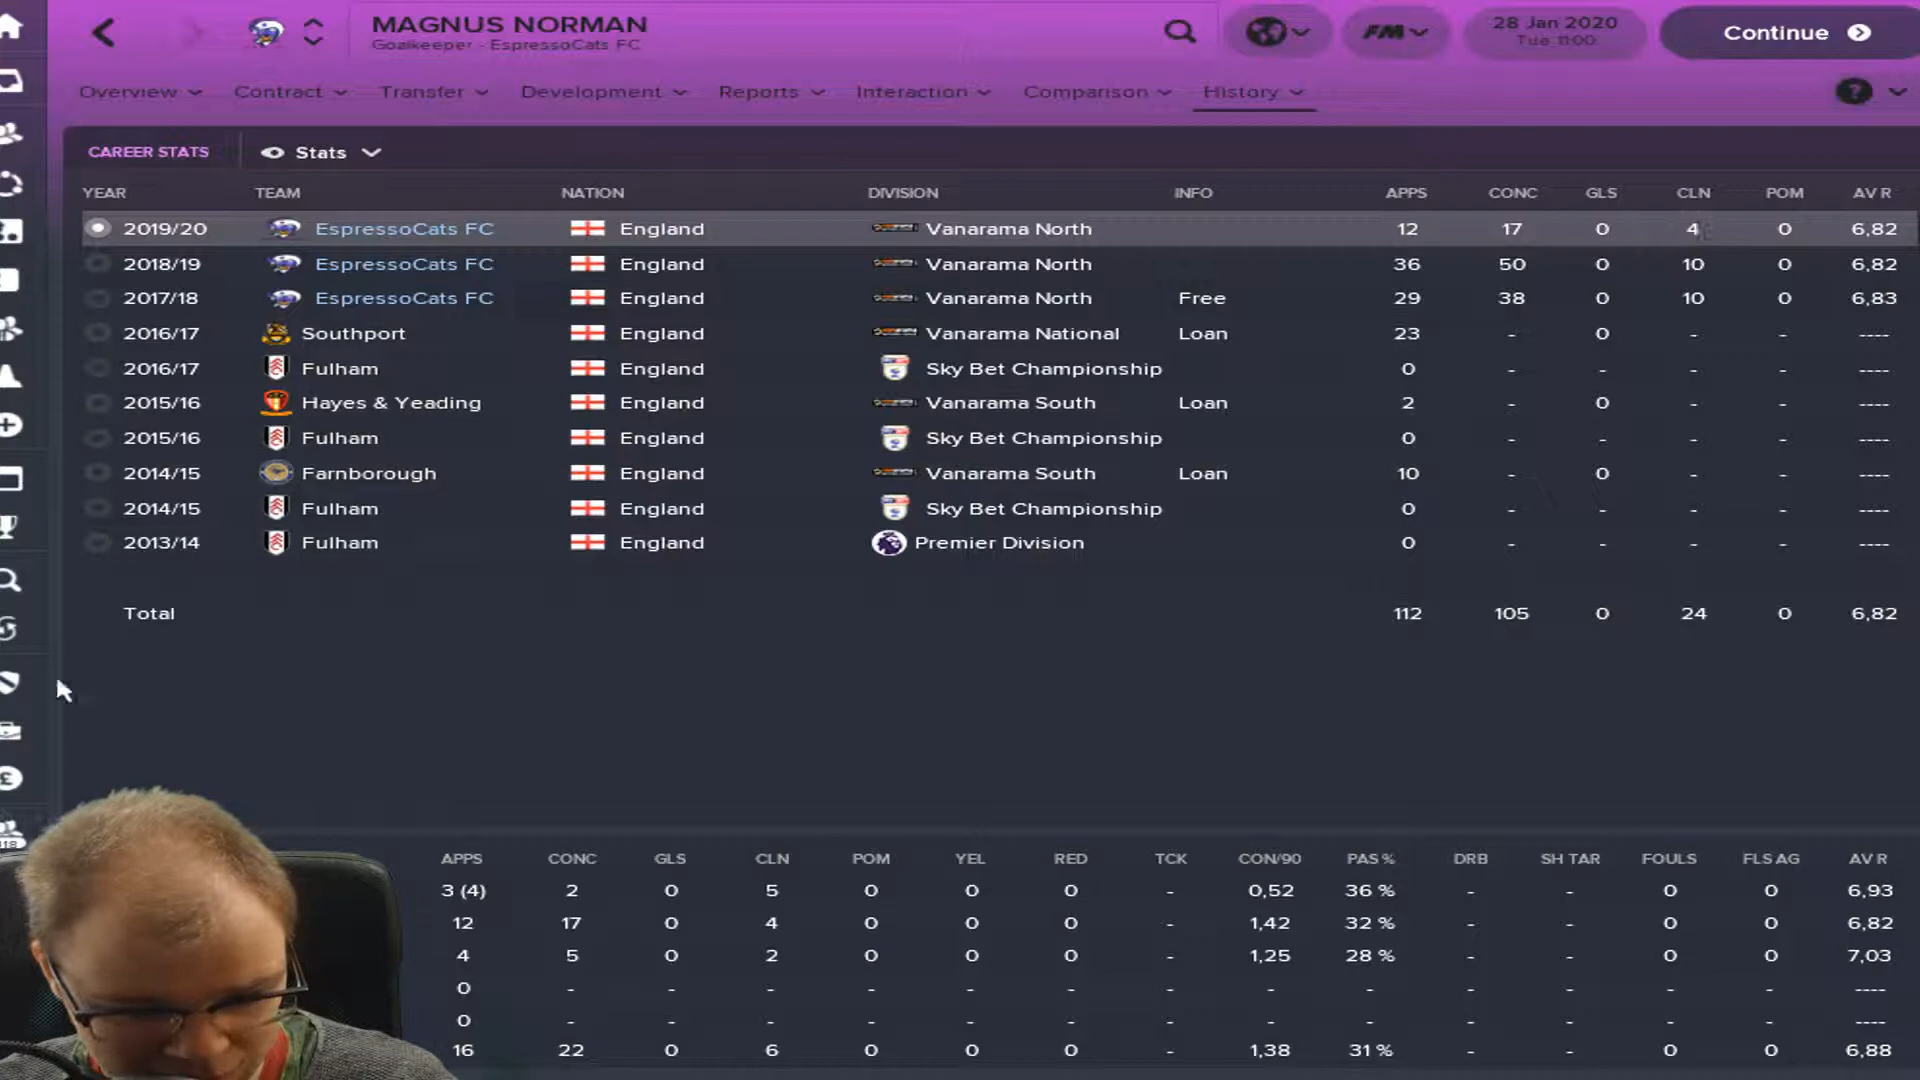 MAGNUS NORMAN
Goalkeeper - EspressoCats FC
FM
28 Jan 2020
Tue 11:00
Continue
Overview Contract Transfer Development Reports Interaction Comparison History
?
CAREER STATS Stats
YEAR TEAM NATION DIVISION INFO APPS CONC GLS CLN POM AV R
2019/20 EspressoCats FC England Vanarama North 12 17 0 4 0 6,82
2018/19 EspressoCats FC England Vanarama North 36 50 0 10 0 6,82
2017/18 EspressoCats FC England Vanarama North Free 29 38 0 10 0 6,83
2016/17 Southport England Vanarama National Loan 23 - 0 - - ----
2016/17 Fulham England Sky Bet Championship 0 - - - - ----
2015/16 Hayes & Yeading England Vanarama South Loan 2 - 0 - - ----
2015/16 Fulham England Sky Bet Championship 0 - - - - ----
2014/15 Farnborough England Vanarama South Loan 10 - 0 - - ----
2014/15 Fulham England Sky Bet Championship 0 - - - - ----
2013/14 Fulham England Premier Division 0 - - - - ----
Total 112 105 0 24 0 6,82
£
118
APPS CONC GLS CLN POM YEL RED TCK CON/90 PAS % DRB SH TAR FOULS FLS AG AV R
3 (4) 2 0 5 0 0 0 - 0,52 36 % - - 0 0 6,93
12 17 0 4 0 0 0 - 1,42 32 % - - 0 0 6,82
4 5 0 2 0 0 0 - 1,25 28 % - - 0 0 7,03
0 - - - - - - - - - - - - - ----
0 - - - - - - - - - - - - - ----
16 22 0 6 0 0 0 - 1,38 31 % - - 0 0 6,88